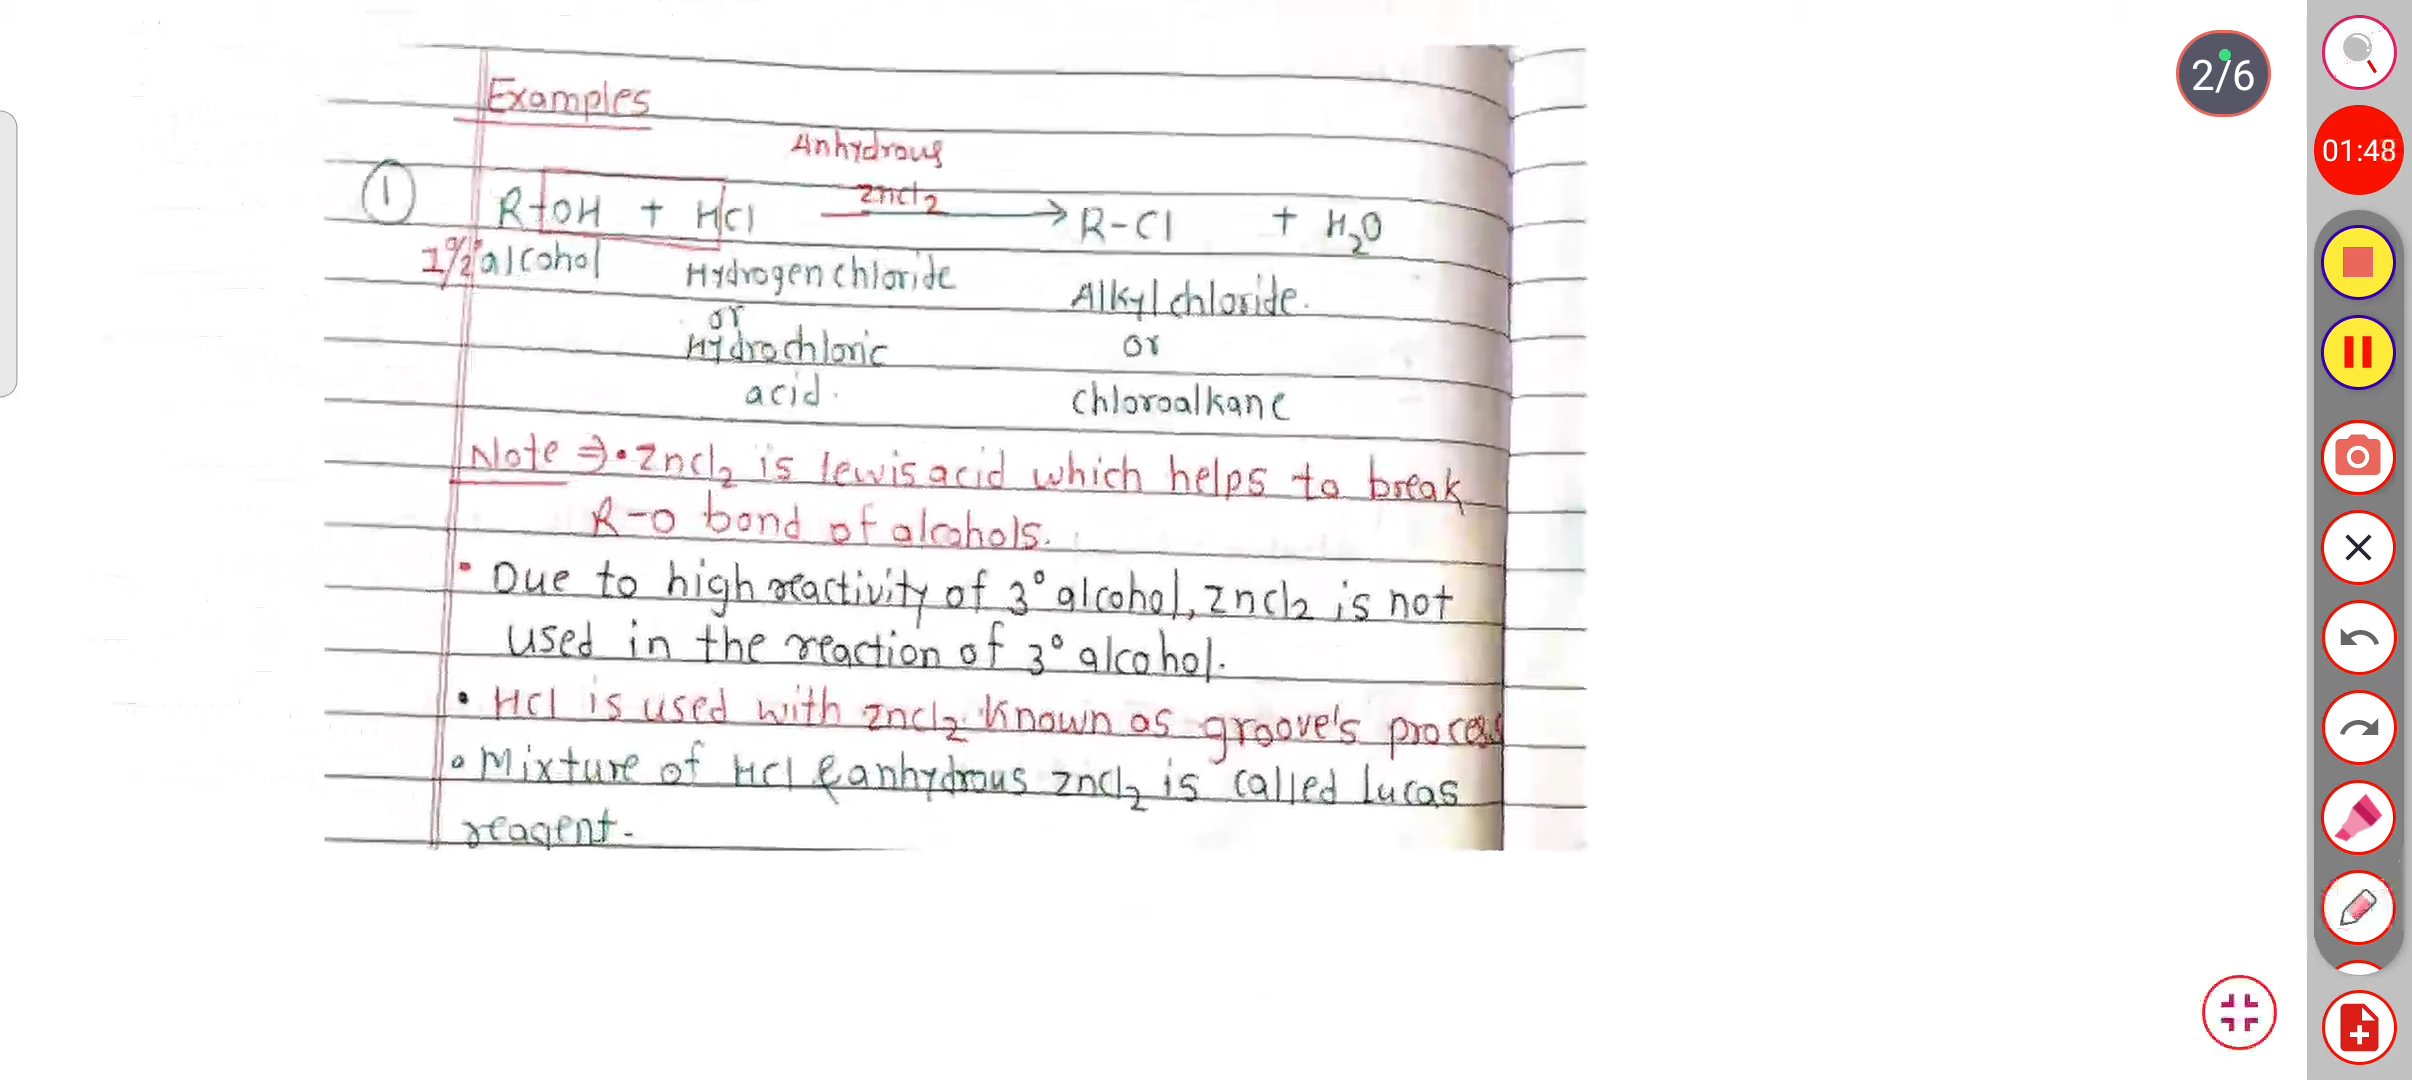 2/6
01:48
Examples
Anhydrous
ZnCl2
① R-OH + HCl → R-Cl + H2O
1°/2° alcohol Hydrogen chloride Alkyl chloride.
or or
Hydrochloric acid. Chloroalkane
Note ⇒ • ZnCl2 is lewis acid which helps to break
R-O bond of alcohols.
• Due to high reactivity of 3° alcohol, ZnCl2 is not
used in the reaction of 3° alcohol.
• HCl is used with ZnCl2 Known as groove's process
• Mixture of HCl & anhydrous ZnCl2 is called Lucas
reagent.